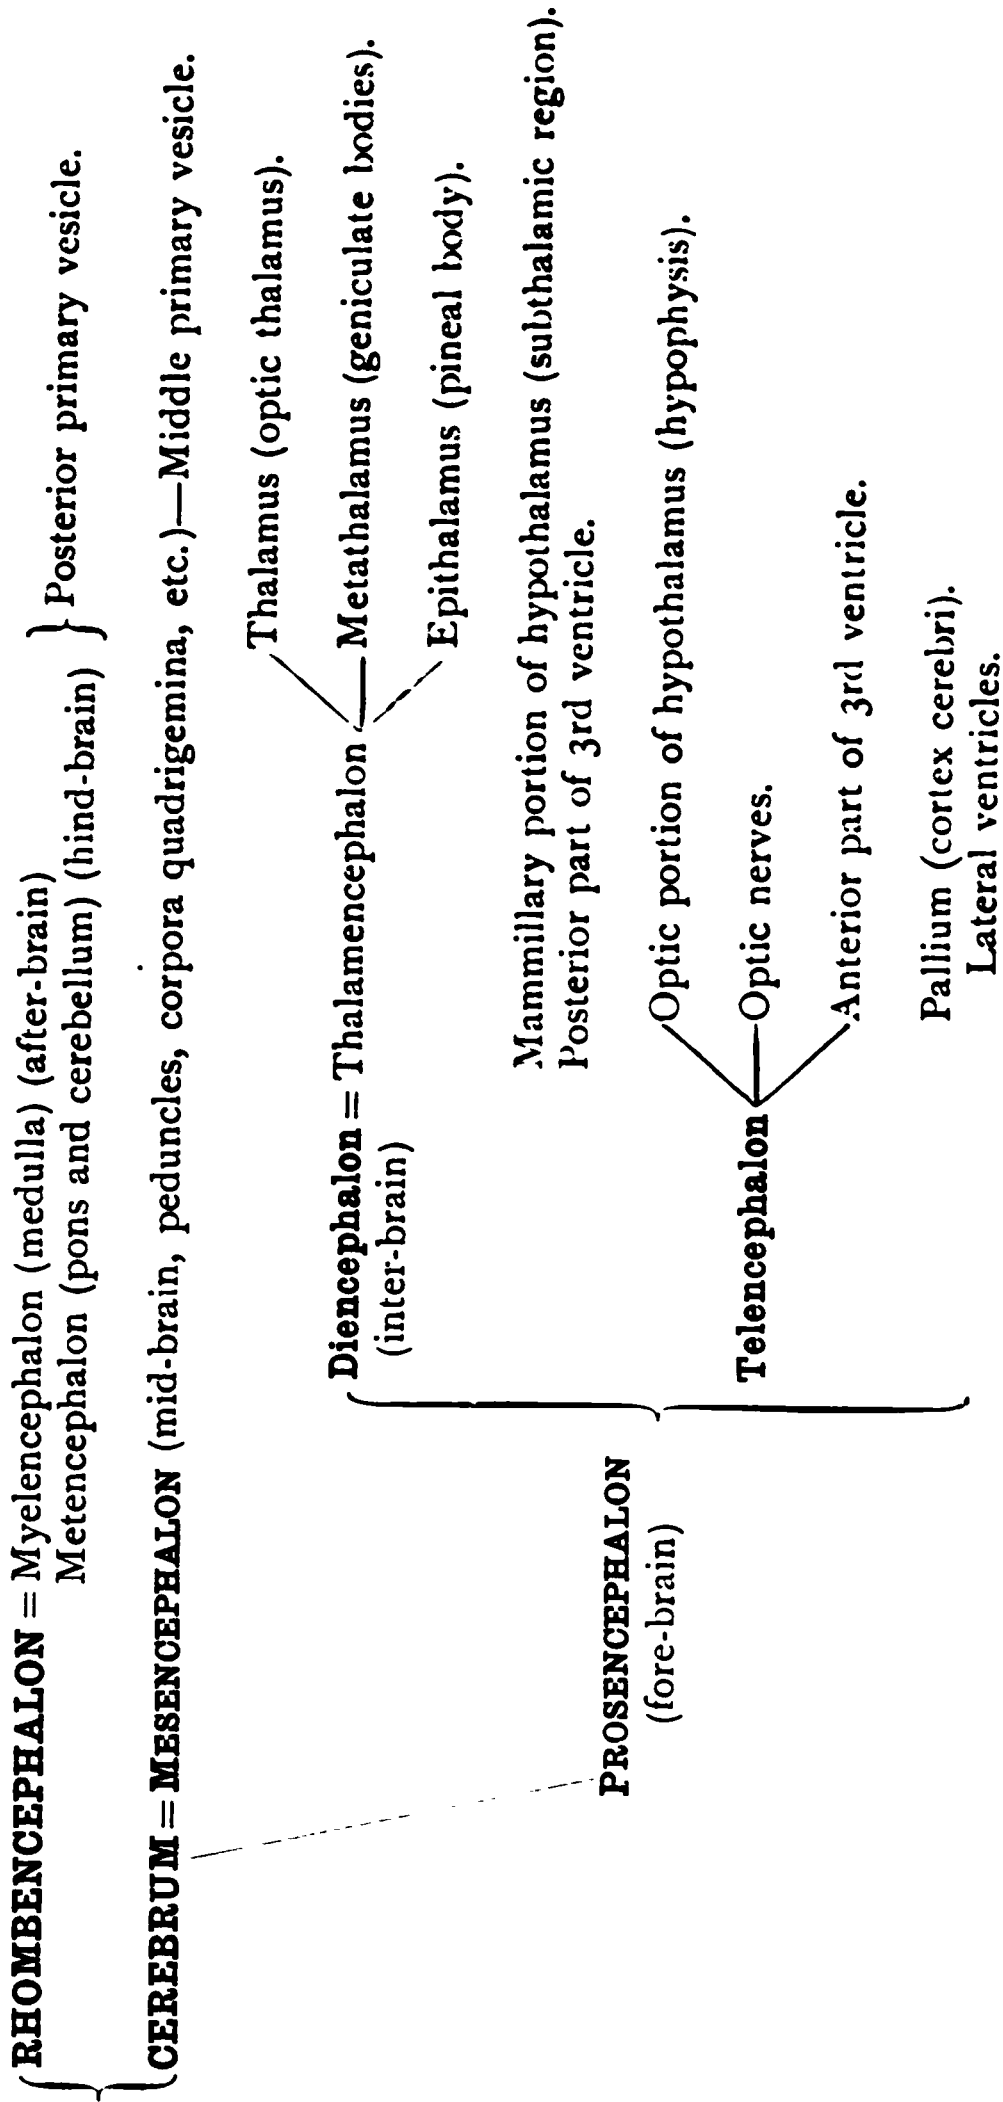 RHOMBENCEPHALON = Myelencephalon (medulla) (after-brain)
Metencephalon (pons and cerebellum) (hind-brain) } Posterior primary vesicle.
CEREBRUM = MESENCEPHALON (mid-brain, peduncles, corpora quadrigemina, etc.)—Middle primary vesicle.
Thalamus (optic thalamus).
Diencephalon = Thalamencephalon
(inter-brain)
Metathalamus (geniculate bodies).
Epithalamus (pineal body).
Mammillary portion of hypothalamus (subthalamic region).
Posterior part of 3rd ventricle.
PROSENCEPHALON
(fore-brain)
Optic portion of hypothalamus (hypophysis).
Telencephalon
Optic nerves.
Anterior part of 3rd ventricle.
Pallium (cortex cerebri).
Lateral ventricles.